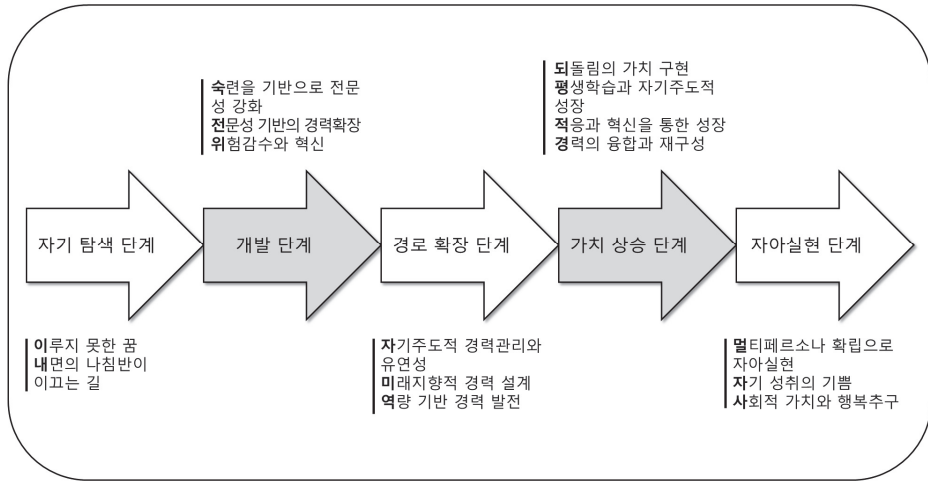 숙련을 기반으로 전문
성 강화
전문성 기반의 경력확장
위험감수와 혁신
되돌림의 가치 구현
평생학습과 자기주도적
성장
적응과 혁신을 통한 성장
경력의 융합과 재구성
자기 탐색 단계
개발 단계
경로 확장 단계
가치 상승 단계
자아실현 단계
이루지 못한 꿈
내면의 나침반이
이끄는 길
자기주도적 경력관리와
유연성
미래지향적 경력 설계
역량 기반 경력 발전
멀티페르소나 확립으로
자아실현
자기 성취의 기쁨
사회적 가치와 행복추구